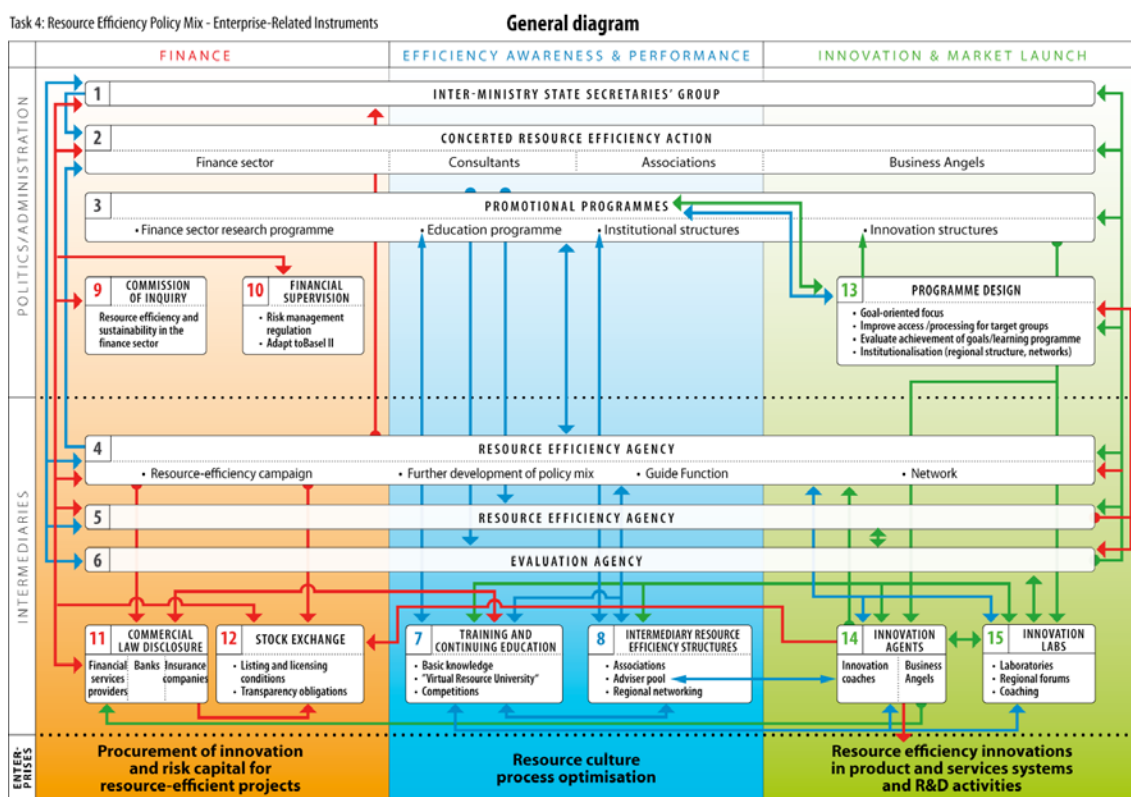 Task 4: Resource Efficiency Policy Mix - Enterprise-Related Instruments
General diagram
FINANCE
EFFICIENCY AWARENESS & PERFORMANCE
INNOVATION & MARKET LAUNCH
POLITICS/ADMINISTRATION
1 INTER-MINISTRY STATE SECRETARIES' GROUP
2 CONCERTED RESOURCE EFFICIENCY ACTION
Finance sector Consultants Associations Business Angels
3 PROMOTIONAL PROGRAMMES
• Finance sector research programme • Education programme • Institutional structures • Innovation structures
9 COMMISSION
OF INQUIRY
Resource efficiency and
sustainability in the
finance sector
10 FINANCIAL
SUPERVISION
• Risk management
regulation
• Adapt toBasel II
13 PROGRAMME DESIGN
• Goal-oriented focus
• Improve access /processing for target groups
• Evaluate achievement of goals/learning programme
• Institutionalisation (regional structure, networks)
INTERMEDIARIES
4 RESOURCE EFFICIENCY AGENCY
• Resource-efficiency campaign • Further development of policy mix • Guide Function • Network
5 RESOURCE EFFICIENCY AGENCY
6 EVALUATION AGENCY
11 COMMERCIAL
LAW DISCLOSURE
Financial
services
providers
Banks
Insurance
companies
12 STOCK EXCHANGE
• Listing and licensing
conditions
• Transparency obligations
7 TRAINING AND
CONTINUING EDUCATION
• Basic knowledge
• "Virtual Resource University"
• Competitions
8 INTERMEDIARY RESOURCE
EFFICIENCY STRUCTURES
• Associations
• Adviser pool
• Regional networking
14 INNOVATION
AGENTS
Innovation
coaches
Business
Angels
15 INNOVATION
LABS
• Laboratories
• Regional forums
• Coaching
ENTER-
PRISES
Procurement of innovation
and risk capital for
resource-efficient projects
Resource culture
process optimisation
Resource efficiency innovations
in product and services systems
and R&D activities